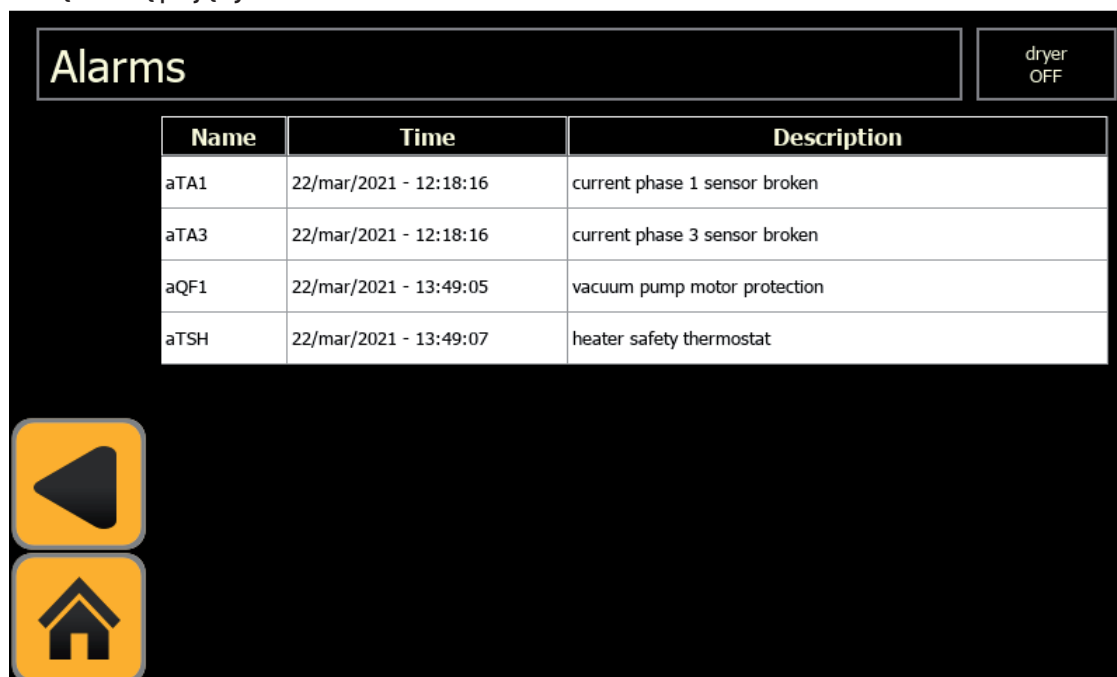 Alarms
dryer
OFF
Name Time Description
aTA1 22/mar/2021 - 12:18:16 current phase 1 sensor broken
aTA3 22/mar/2021 - 12:18:16 current phase 3 sensor broken
aQF1 22/mar/2021 - 13:49:05 vacuum pump motor protection
aTSH 22/mar/2021 - 13:49:07 heater safety thermostat